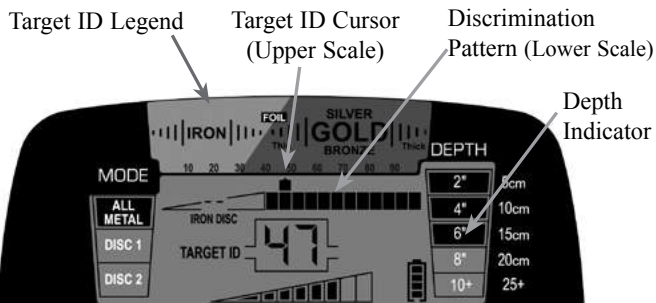 Target ID Legend
Target ID Cursor
(Upper Scale)
Discrimination
Pattern (Lower Scale)
Depth
Indicator
FOIL
SILVER
IRON
GOLD
Thick
BRONZE
DEPTH
10 20 30 40 50 60 70 80 90
MODE
2" 5cm
ALL
METAL
4" 10cm
IRON DISC
DISC 1
TARGET ID
47
6" 15cm
8" 20cm
DISC 2
10+ 25+